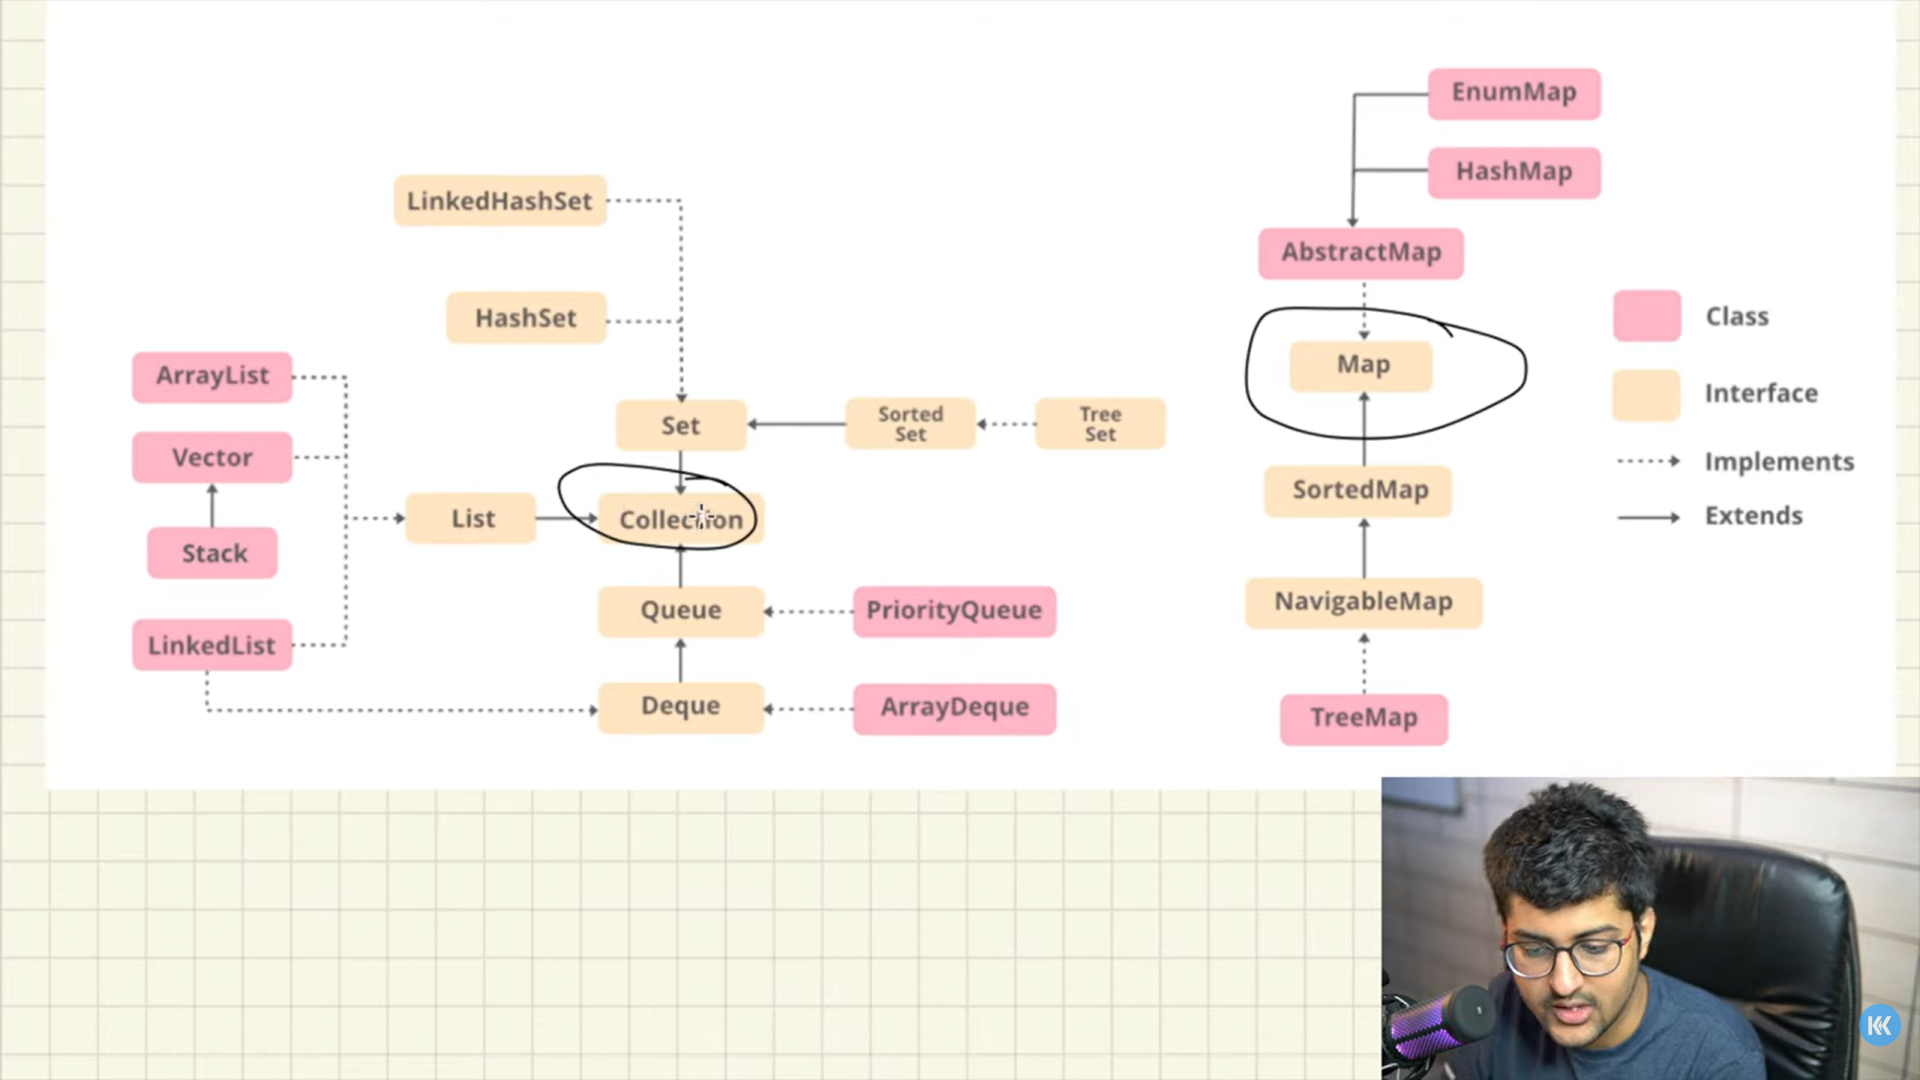 EnumMap
HashMap
LinkedHashSet
AbstractMap
HashSet
Class
Map
ArrayList
Interface
Set
Sorted
Set
Tree
Set
Vector
Implements
SortedMap
List
Collection
Extends
Stack
Queue
PriorityQueue
NavigableMap
LinkedList
Deque
ArrayDeque
TreeMap
KK